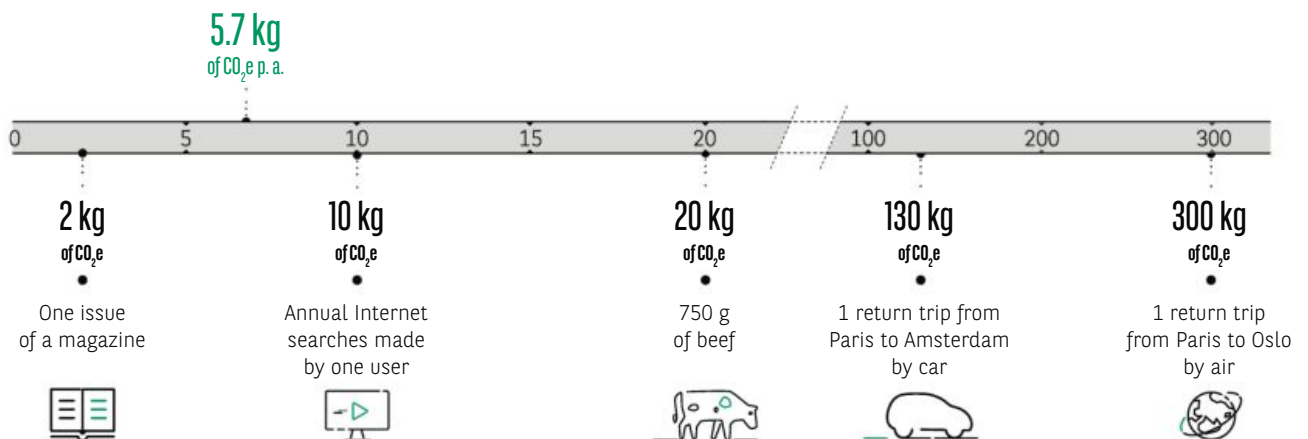 5.7 kg
of CO₂e p. a.
0 5 10 15 20 100 200 300
2 kg
of CO₂e
One issue
of a magazine
10 kg
of CO₂e
Annual Internet
searches made
by one user
20 kg
of CO₂e
750 g
of beef
130 kg
of CO₂e
1 return trip from
Paris to Amsterdam
by car
300 kg
of CO₂e
1 return trip
from Paris to Oslo
by air